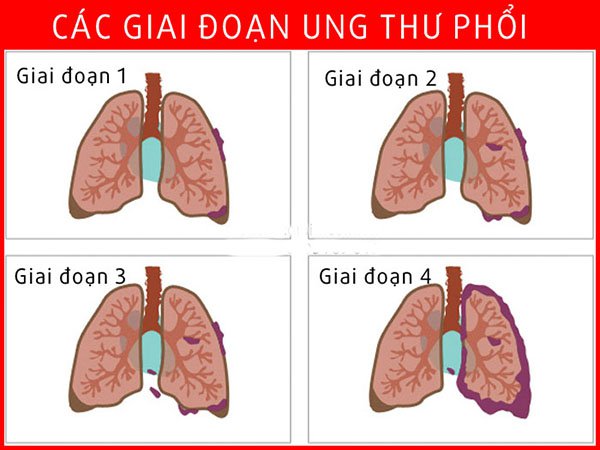 CÁC GIAI ĐOẠN UNG THƯ PHỔI
Giai đoạn 1
Giai đoạn 2
Giai đoạn 3
Giai đoạn 4